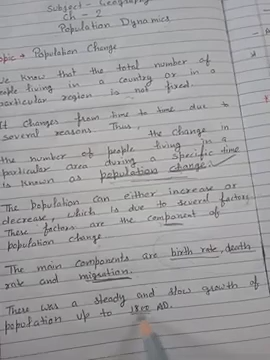 Subject - Geography
Ch - 2
Population Dynamics
Topic - Population Change
We know that the total number of
people living in a country or in a
particular region is not fixed.
It changes from time to time due to
several reasons. Thus, the change in
the number of people living in a
particular area during a specific time
is known as population change.
The Population can either increase or
decrease, which is due to several factors,
These factors are the component of
population change
The main components are birth rate, death
rate and migration.
There was a steady and slow growth of
population up to AD.